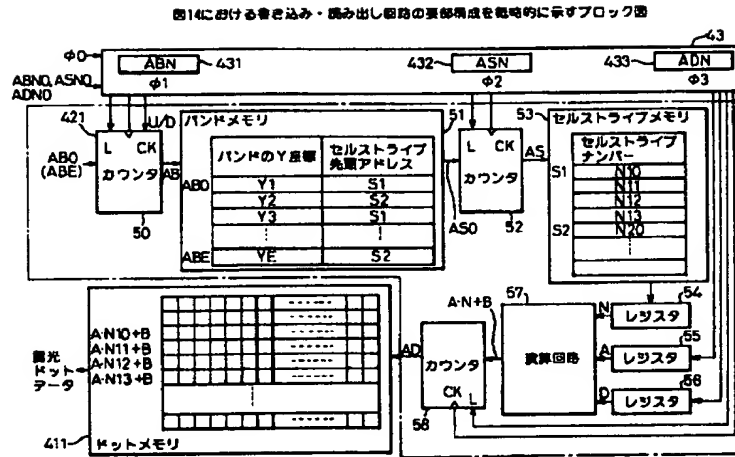 図14における書き込み・読み出し回路の要部構成を概略的に示すブロック図
43
φ0
ABN0, ASN0
ADN0
ABN 431
432 ASN
433 ADN
φ1
φ2
φ3
421
U/D
L CK
カウンタ
50
AB0
(ABE)
AB
バンドメモリ
51
バンドのY座標
セルストライプ
先頭アドレス
AB0
Y1 S1
Y2 S2
Y3 S1
ABE
YE S2
AS0
L CK
カウンタ
52
AS
53
セルストライプメモリ
セルストライプ
ナンバー
S1
N10
N11
N12
N13
S2
N20
露光
ドット
データ
A·N10+B
A·N11+B
A·N12+B
A·N13+B
411
ドットメモリ
AD
カウンタ
CK L
58
A·N+B
57
演算回路
N
A
D
レジスタ
54
レジスタ
55
レジスタ
56